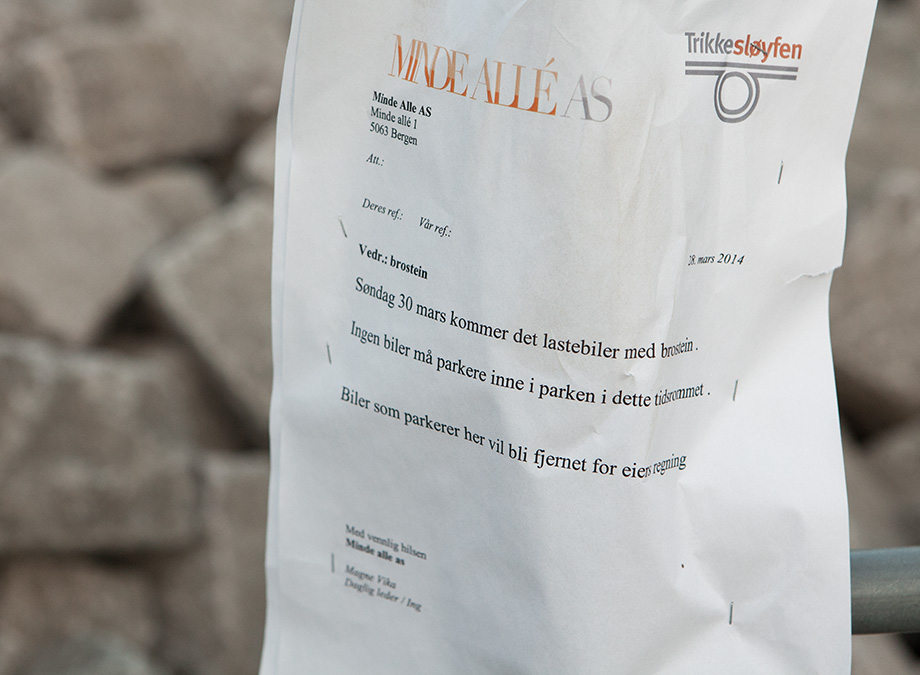 MINDE ALLÉ AS
Trikkesløyfen
Minde Alle AS
Minde allé 1
5063 Bergen
Att.:
Deres ref.: Vår ref.:
28. mars 2014
Vedr.: brostein
Søndag 30 mars kommer det lastebiler med brostein .
Ingen biler må parkere inne i parken i dette tidsrommet .
Biler som parkerer her vil bli fjernet for eiers regning
Med vennlig hilsen
Minde alle as
Magne Vika
Daglig leder / Ing